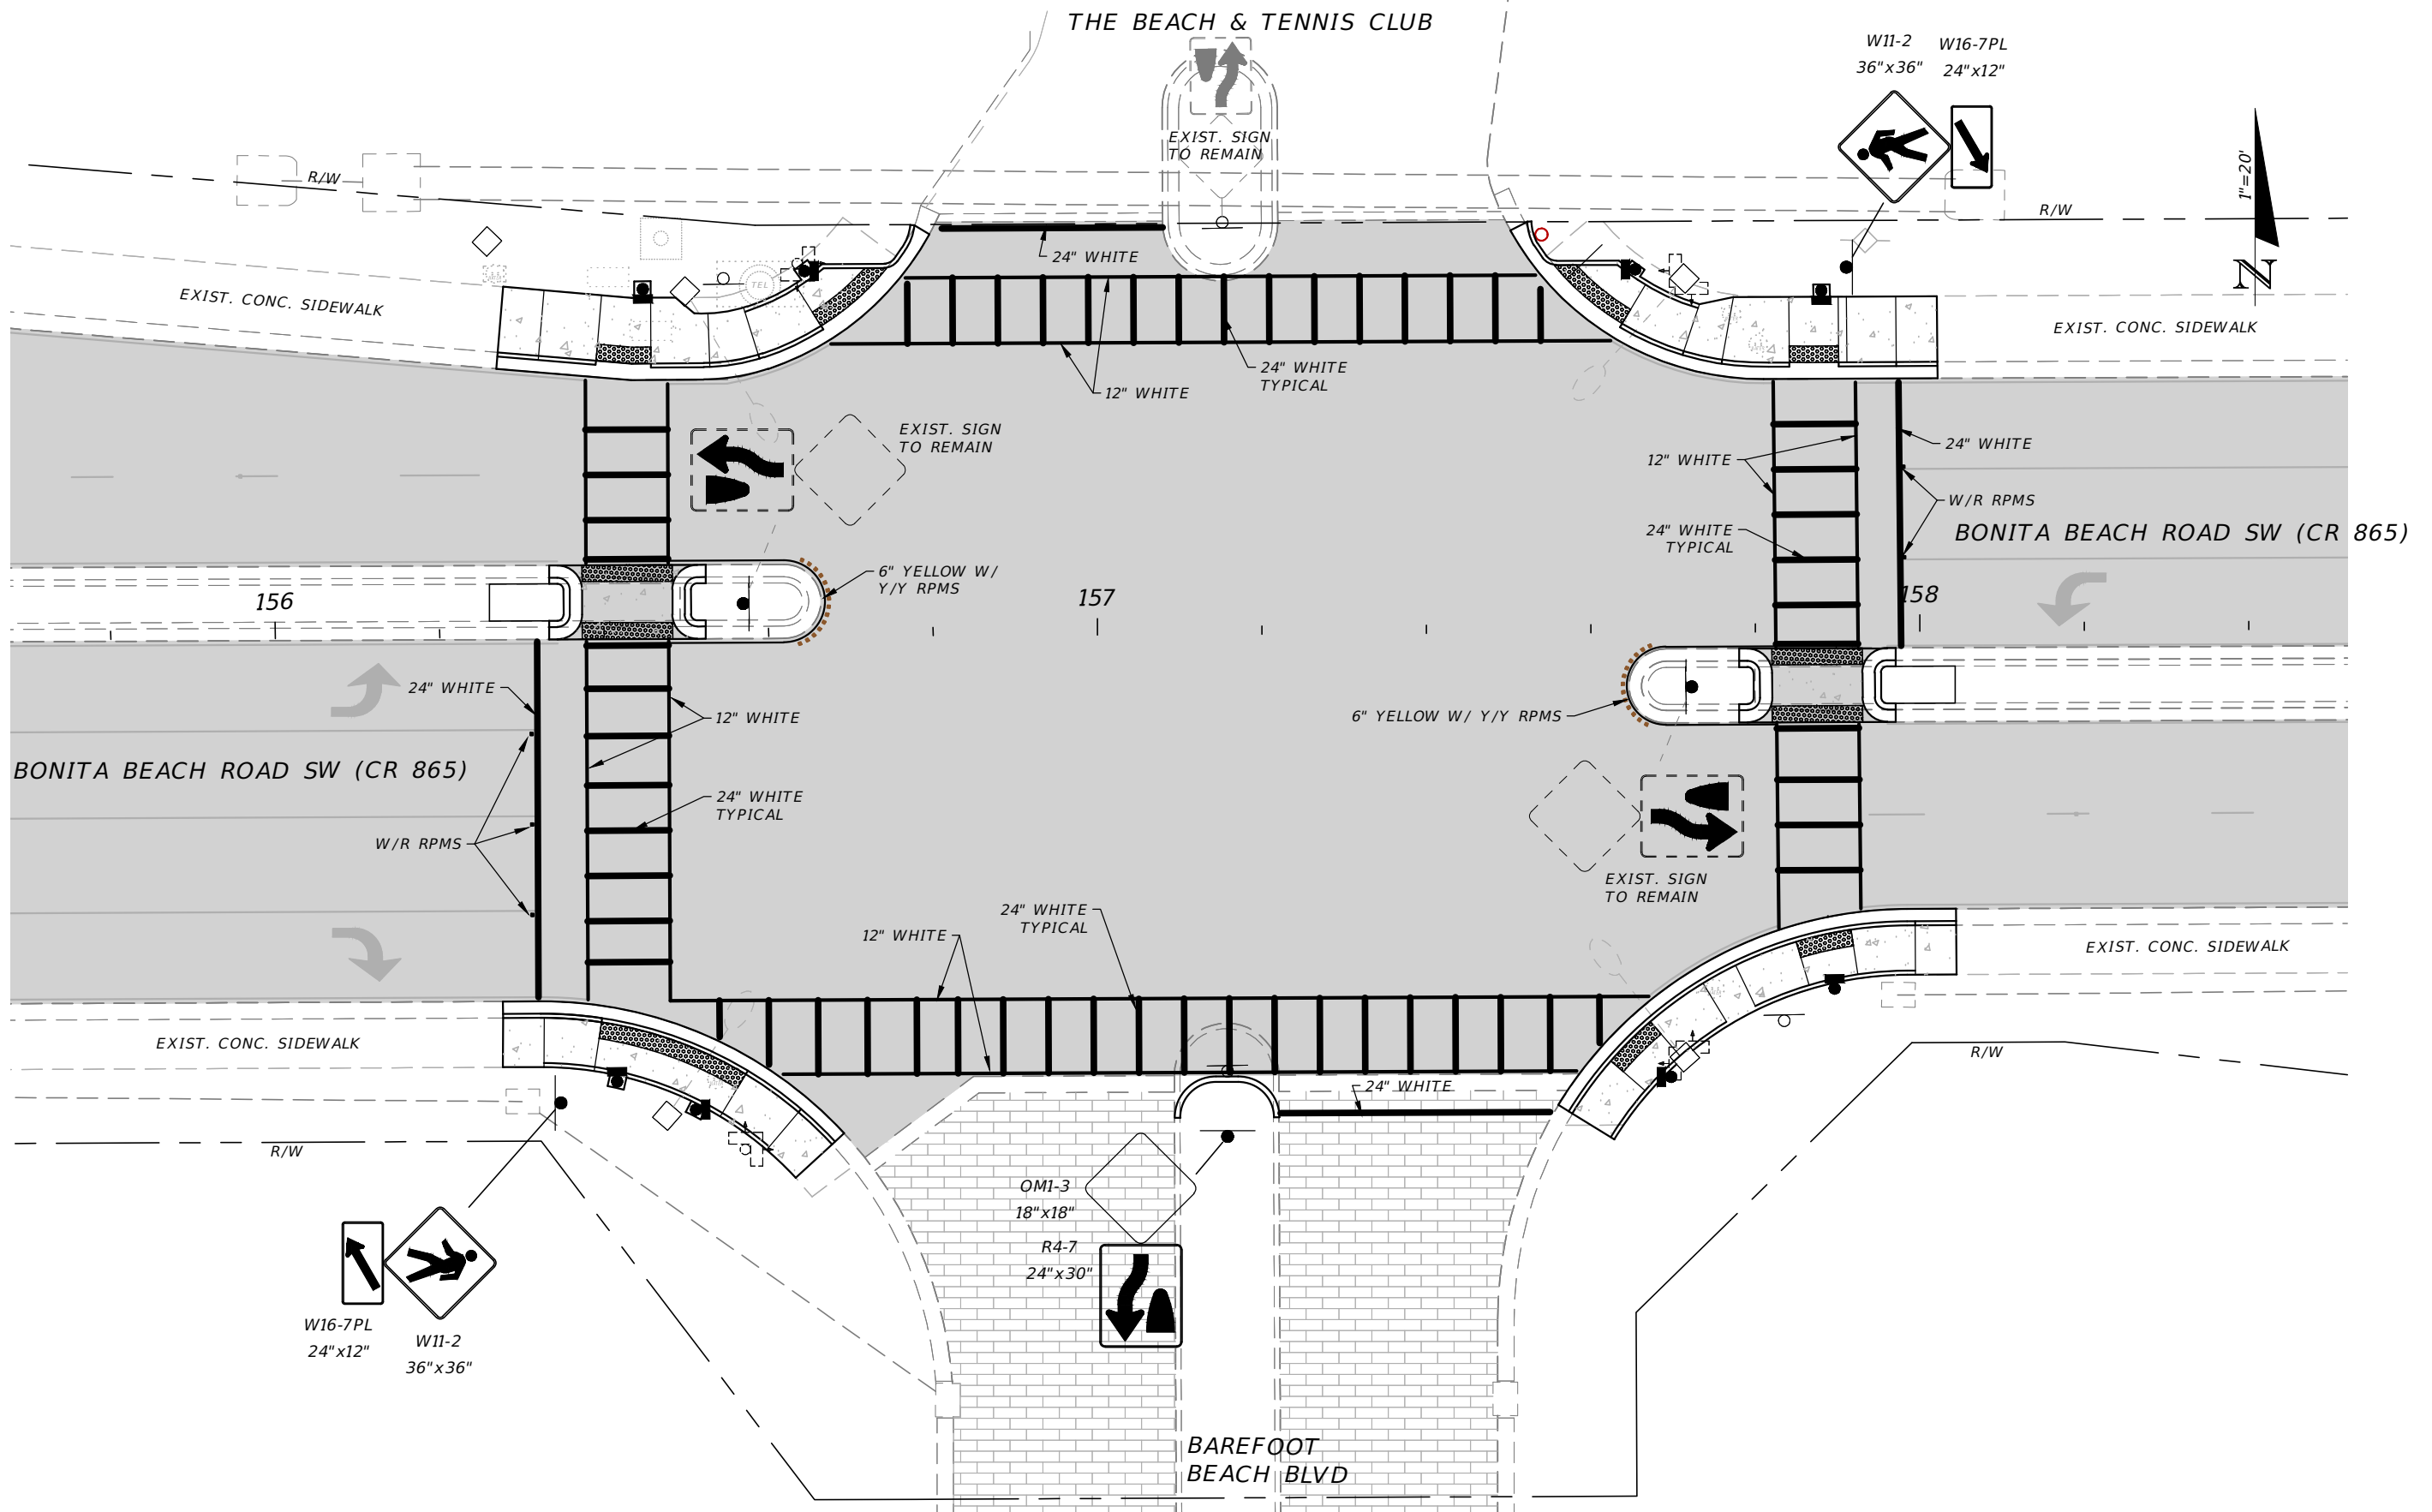 THE BEACH & TENNIS CLUB
W11-2
36"x36"
W16-7PL
24"x12"
EXIST. SIGN
TO REMAIN
1"=20'
N
R/W
R/W
24" WHITE
TEL
EXIST. CONC. SIDEWALK
EXIST. CONC. SIDEWALK
12" WHITE
24" WHITE
TYPICAL
EXIST. SIGN
TO REMAIN
12" WHITE
24" WHITE
W/R RPMS
24" WHITE
TYPICAL
BONITA BEACH ROAD SW (CR 865)
6" YELLOW W/
Y/Y RPMS
156
157
158
24" WHITE
12" WHITE
6" YELLOW W/ Y/Y RPMS
BONITA BEACH ROAD SW (CR 865)
24" WHITE
TYPICAL
W/R RPMS
EXIST. SIGN
TO REMAIN
24" WHITE
TYPICAL
12" WHITE
EXIST. CONC. SIDEWALK
EXIST. CONC. SIDEWALK
R/W
24" WHITE
R/W
OM1-3
18"x18"
R4-7
24"x30"
W16-7PL
24"x12"
W11-2
36"x36"
BAREFOOT
BEACH BLVD